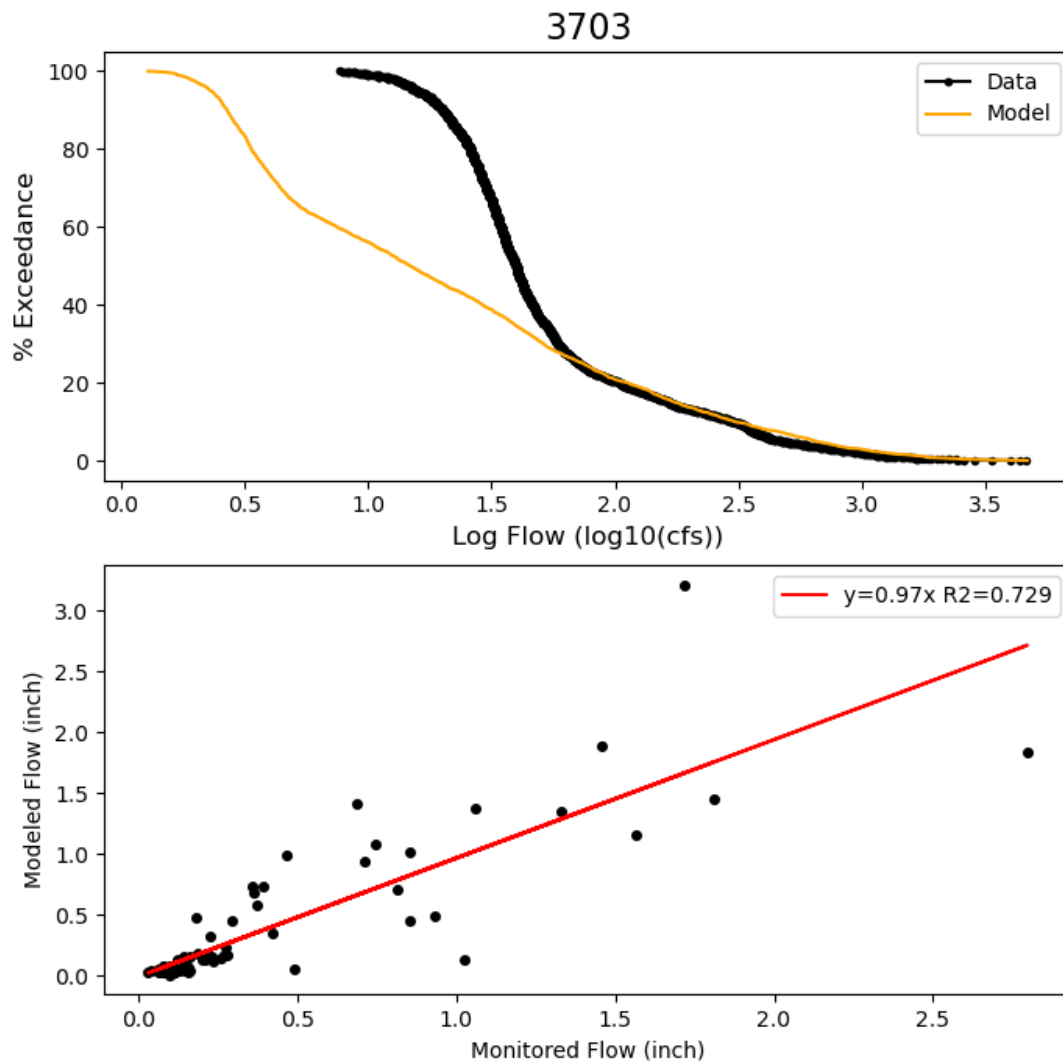 3703
100
80
60
40
20
0
% Exceedance
Data
Model
0.0 0.5 1.0 1.5 2.0 2.5 3.0 3.5
Log Flow (log10(cfs))
3.0
2.5
2.0
1.5
1.0
0.5
0.0
Modeled Flow (inch)
y=0.97x R2=0.729
0.0 0.5 1.0 1.5 2.0 2.5
Monitored Flow (inch)